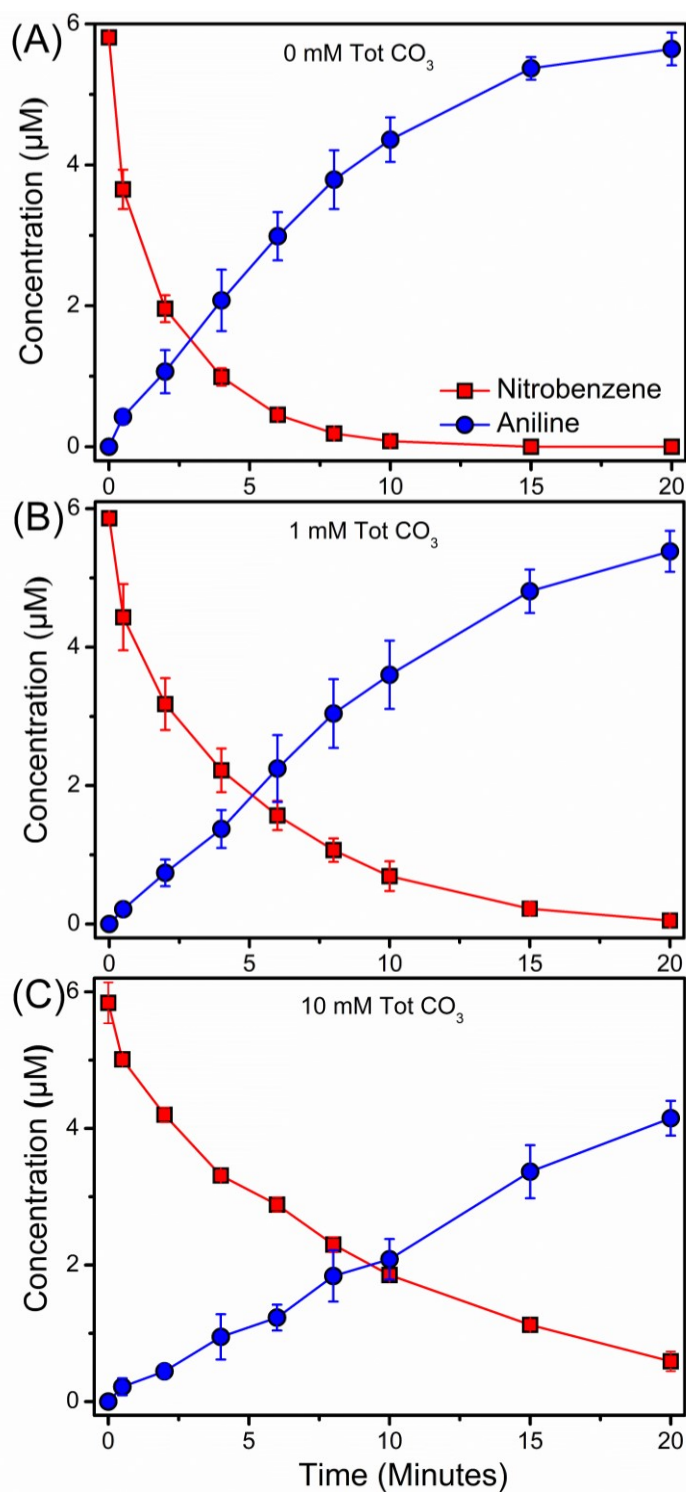 (A)
0 mM Tot CO₃
Concentration (µM)
6
4
2
0
Nitrobenzene
Aniline
0 5 10 15 20
(B)
1 mM Tot CO₃
Concentration (µM)
6
4
2
0
0 5 10 15 20
(C)
10 mM Tot CO₃
Concentration (µM)
6
4
2
0
0 5 10 15 20
Time (Minutes)